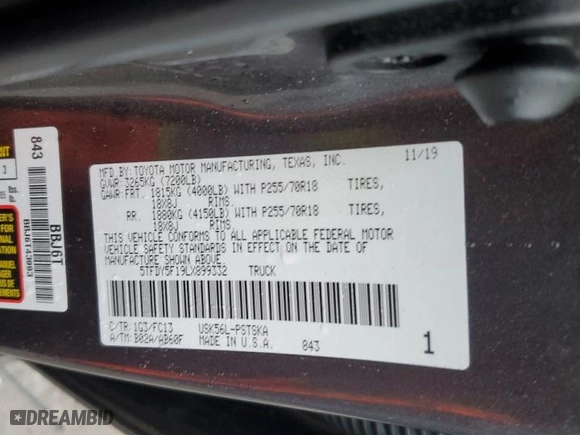 MFD.BY:TOYOTA MOTOR MANUFACTURING, TEXAS, INC. 11/19
GVWR 3265KG (7200LB)
GAWR:FRT. 1815KG (4000LB) WITH P255/70R18 TIRES,
18X8J RIMS.
RR. 1880KG (4150LB) WITH P255/70R18 TIRES,
18X8J RIMS.
THIS VEHICLE CONFORMS TO ALL APPLICABLE FEDERAL MOTOR
VEHICLE SAFETY STANDARDS IN EFFECT ON THE DATE OF
MANUFACTURE SHOWN ABOVE.
5TFDY5F19LX899332 TRUCK
C/TR:1G3/FC13 USK56L-PSTSKA
A/TM:B02A/AB60F MADE IN U.S.A. 843 1
843
BBJ6T
DREAMBID